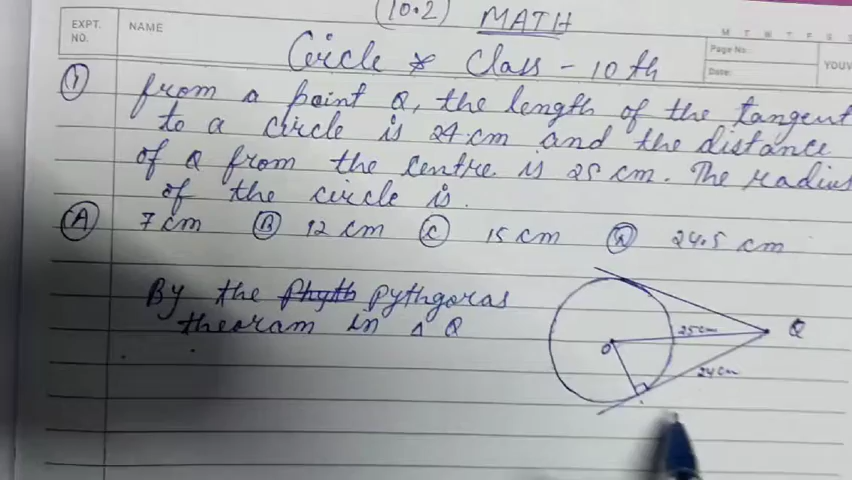 (10.2) MATH
EXPT. NO.
NAME
M T W T F S
Page No.
Date:
YOUV
Circle * Class - 10th
(1) from a point Q, the length of the tangent
to a circle is 24 cm and the distance
of Q from the centre is 25 cm. The radius
of the circle is.
(A) 7 cm (B) 12 cm (C) 15 cm (D) 24.5 cm
By the pythgoras
theoram in △ Q
25cm
Q
O
24cm